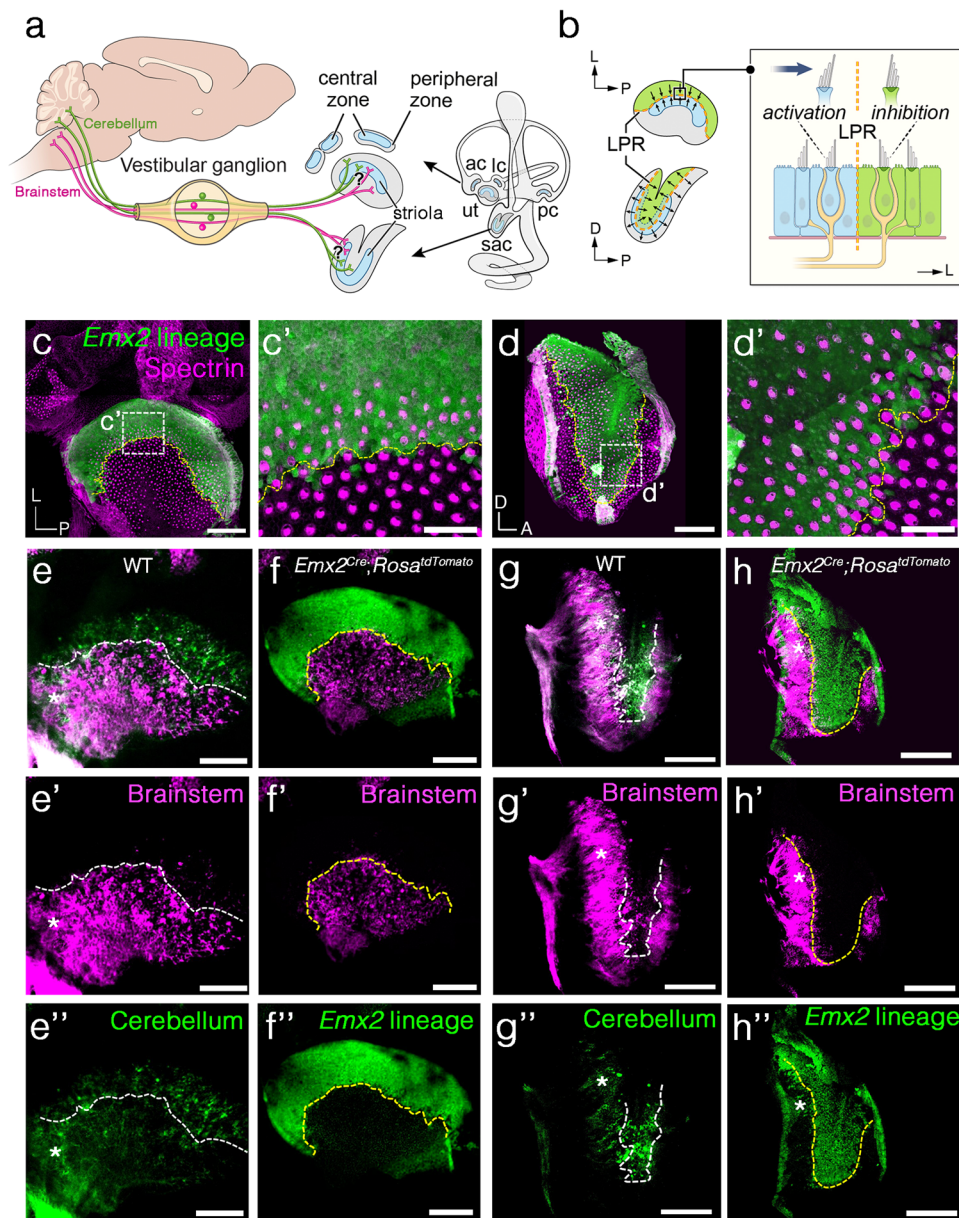 a
central
zone
peripheral
zone
Cerebellum
Vestibular ganglion
Brainstem
?
?
striola
ac
lc
ut
pc
sac
b
L
P
LPR
D
P
activation
LPR
inhibition
L
c
Emx2 lineage
Spectrin
c'
L
P
c'
d
d'
D
A
d'
e
WT
*
f
Emx2Cre;RosatdTomato
g
WT
*
h
Emx2Cre;RosatdTomato
*
e'
Brainstem
*
f'
Brainstem
g'
Brainstem
*
h'
Brainstem
*
e''
Cerebellum
*
f''
Emx2 lineage
g''
Cerebellum
*
h''
Emx2 lineage
*